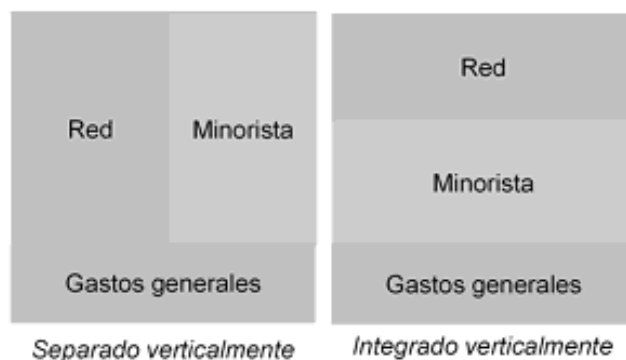 Red
Minorista
Gastos generales
Separado verticalmente
Red
Minorista
Gastos generales
Integrado verticalmente